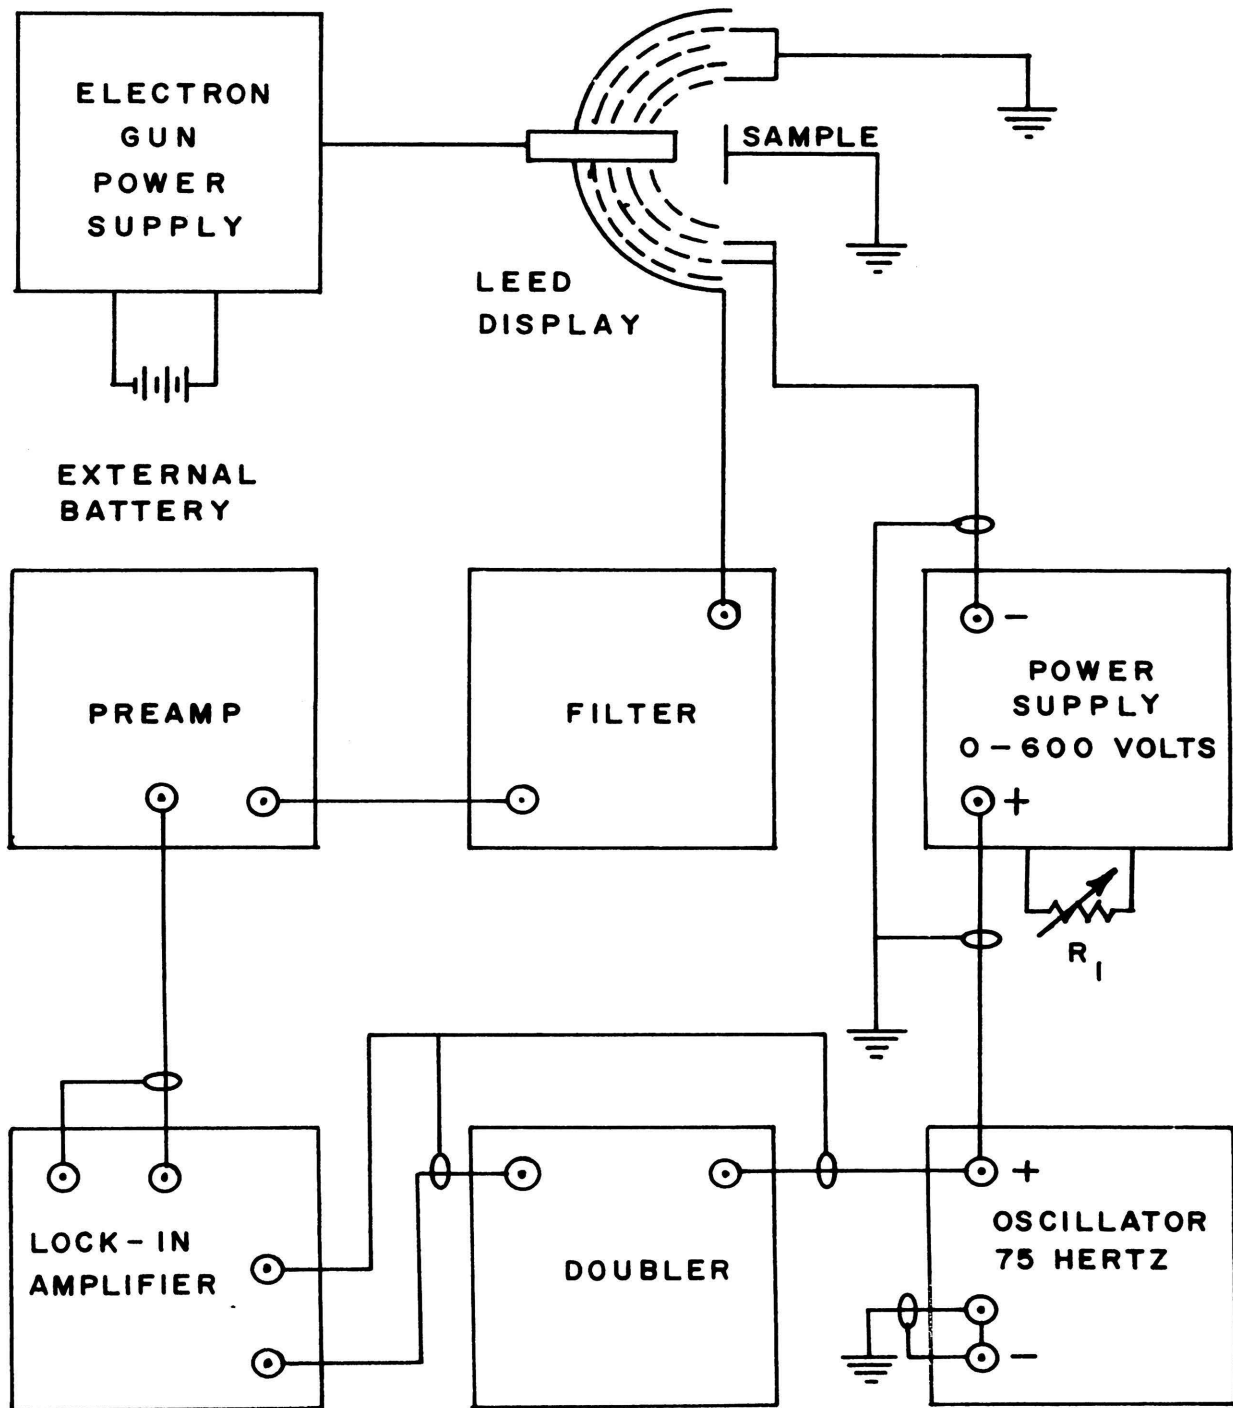 ELECTRON
GUN
POWER
SUPPLY
SAMPLE
LEED
DISPLAY
EXTERNAL
BATTERY
PREAMP
FILTER
-
POWER
SUPPLY
0-600 VOLTS
+
R1
LOCK-IN
AMPLIFIER
DOUBLER
+
OSCILLATOR
75 HERTZ
-